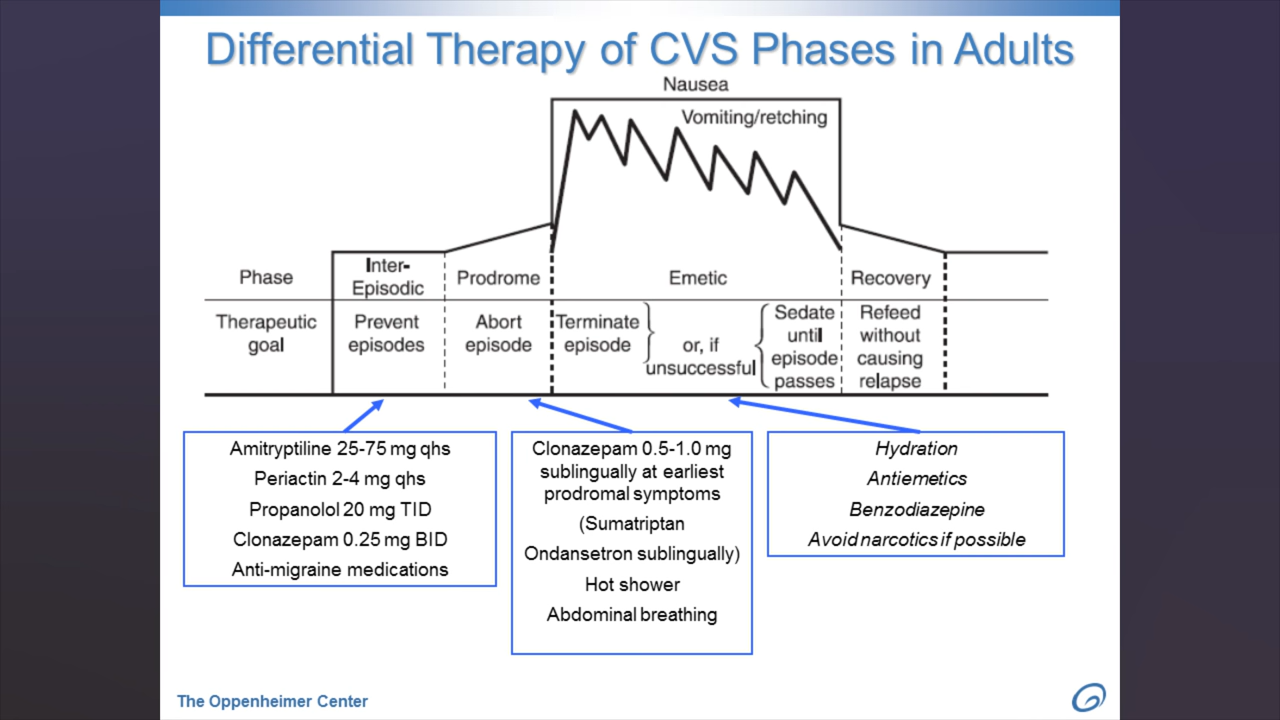 Differential Therapy of CVS Phases in Adults
Nausea
Vomiting/retching
Phase
Inter-
Episodic
Prodrome
Emetic
Recovery
Therapeutic
goal
Prevent
episodes
Abort
episode
Terminate
episode
or, if
unsuccessful
Sedate
until
episode
passes
Refeed
without
causing
relapse
Amitryptiline 25-75 mg qhs
Periactin 2-4 mg qhs
Propanolol 20 mg TID
Clonazepam 0.25 mg BID
Anti-migraine medications
Clonazepam 0.5-1.0 mg
sublingually at earliest
prodromal symptoms
(Sumatriptan
Ondansetron sublingually)
Hot shower
Abdominal breathing
Hydration
Antiemetics
Benzodiazepine
Avoid narcotics if possible
The Oppenheimer Center